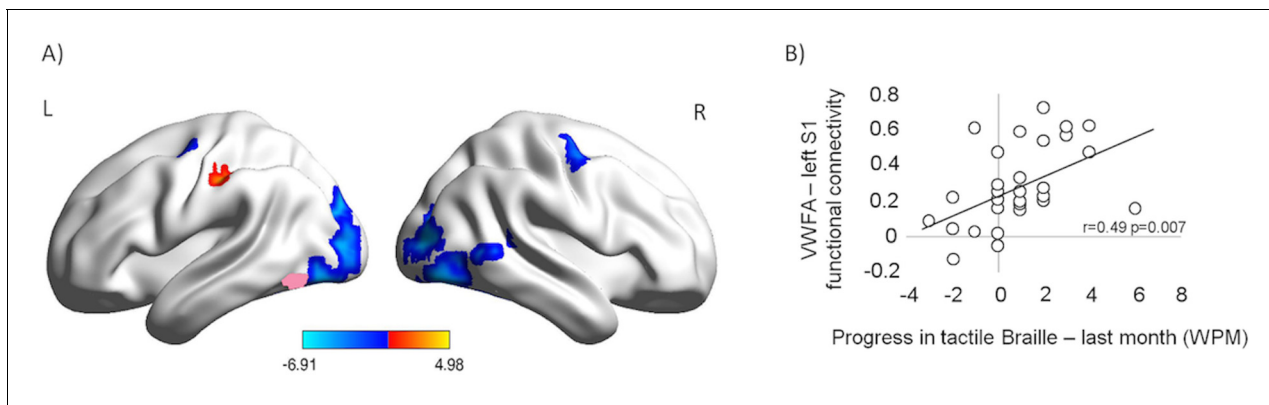 A)
L
R
-6.91
4.98
B)
VWFA – left S1
functional connectivity
0.8
0.6
0.4
0.2
0
-0.2
r=0.49 p=0.007
-4
-2
0
2
4
6
8
Progress in tactile Braille – last month (WPM)